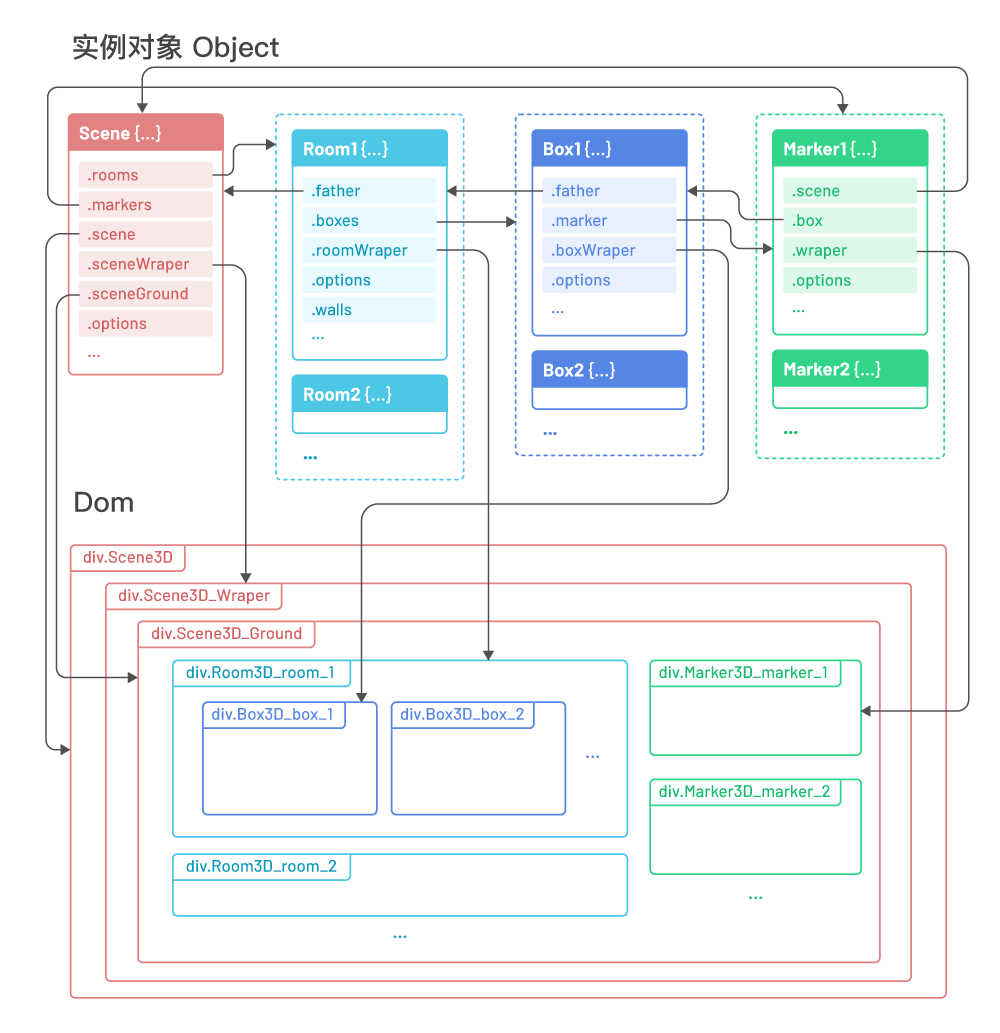 实例对象 Object
Scene {...}
.rooms
.markers
.scene
.sceneWraper
.sceneGround
.options
...
Room1 {...}
.father
.boxes
.roomWraper
.options
.walls
...
Room2 {...}
...
Box1 {...}
.father
.marker
.boxWraper
.options
...
Box2 {...}
...
Marker1 {...}
.scene
.box
.wraper
.options
...
Marker2 {...}
...
Dom
div.Scene3D
div.Scene3D_Wraper
div.Scene3D_Ground
div.Room3D_room_1
div.Box3D_box_1
div.Box3D_box_2
...
div.Room3D_room_2
...
div.Marker3D_marker_1
div.Marker3D_marker_2
...